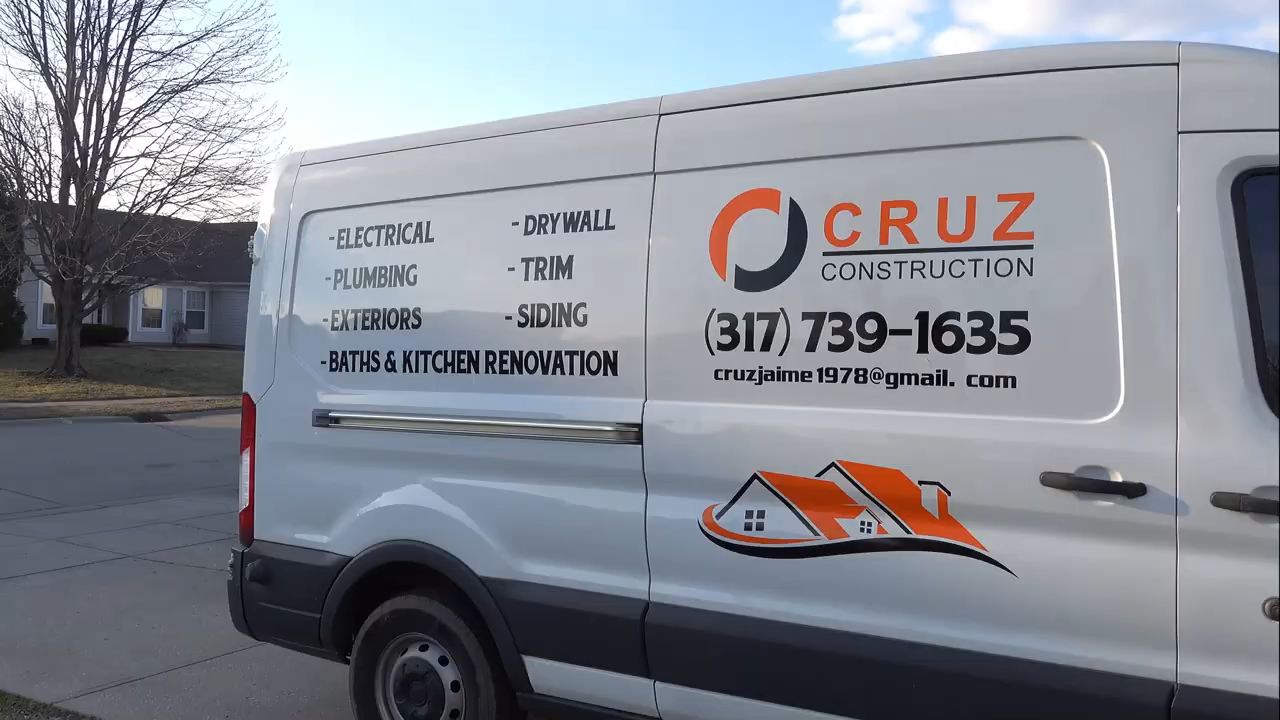 -ELECTRICAL
-PLUMBING
-EXTERIORS
-DRYWALL
-TRIM
-SIDING
-BATHS & KITCHEN RENOVATION
CRUZ
CONSTRUCTION
(317) 739-1635
cruzjaime1978@gmail. com